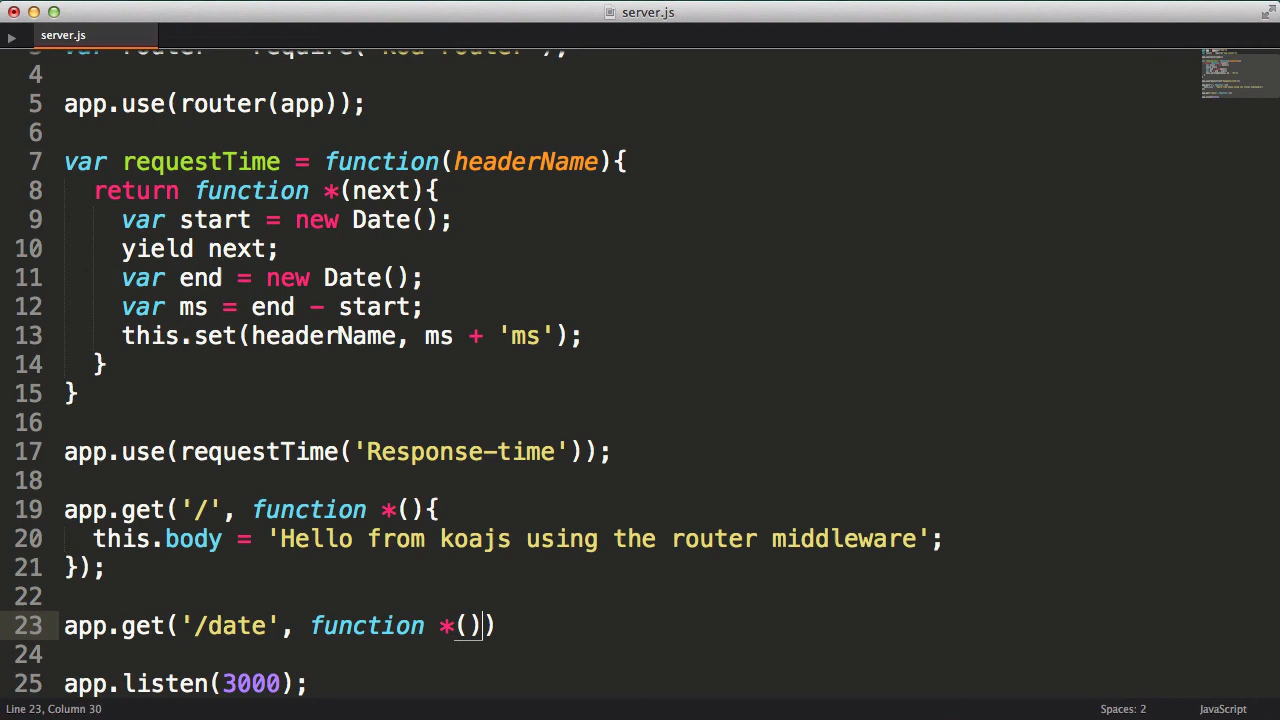 server.js
server.js
4
5 app.use(router(app));
6
7 var requestTime = function(headerName){
8 return function *(next){
9 var start = new Date();
10 yield next;
11 var end = new Date();
12 var ms = end - start;
13 this.set(headerName, ms + 'ms');
14 }
15 }
16
17 app.use(requestTime('Response-time'));
18
19 app.get('/', function *(){
20 this.body = 'Hello from koajs using the router middleware';
21 });
22
23 app.get('/date', function *())
24
25 app.listen(3000);
Line 23, Column 30 Spaces: 2 JavaScript